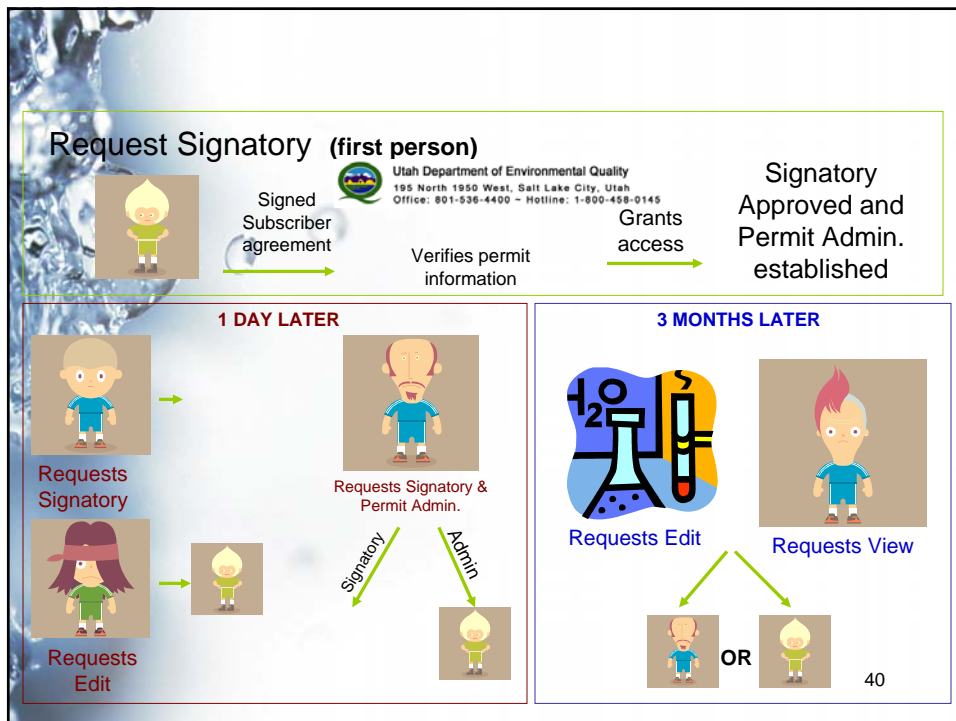 Request Signatory (first person)
Utah Department of Environmental Quality
195 North 1950 West, Salt Lake City, Utah
Office: 801-536-4400 ~ Hotline: 1-800-458-0145
Signed
Subscriber
agreement
Verifies permit
information
Grants
access
Signatory
Approved and
Permit Admin.
established
1 DAY LATER
Requests
Signatory
Requests Signatory &
Permit Admin.
Signatory
Admin
Requests
Edit
3 MONTHS LATER
H2O
Requests Edit
Requests View
OR
40